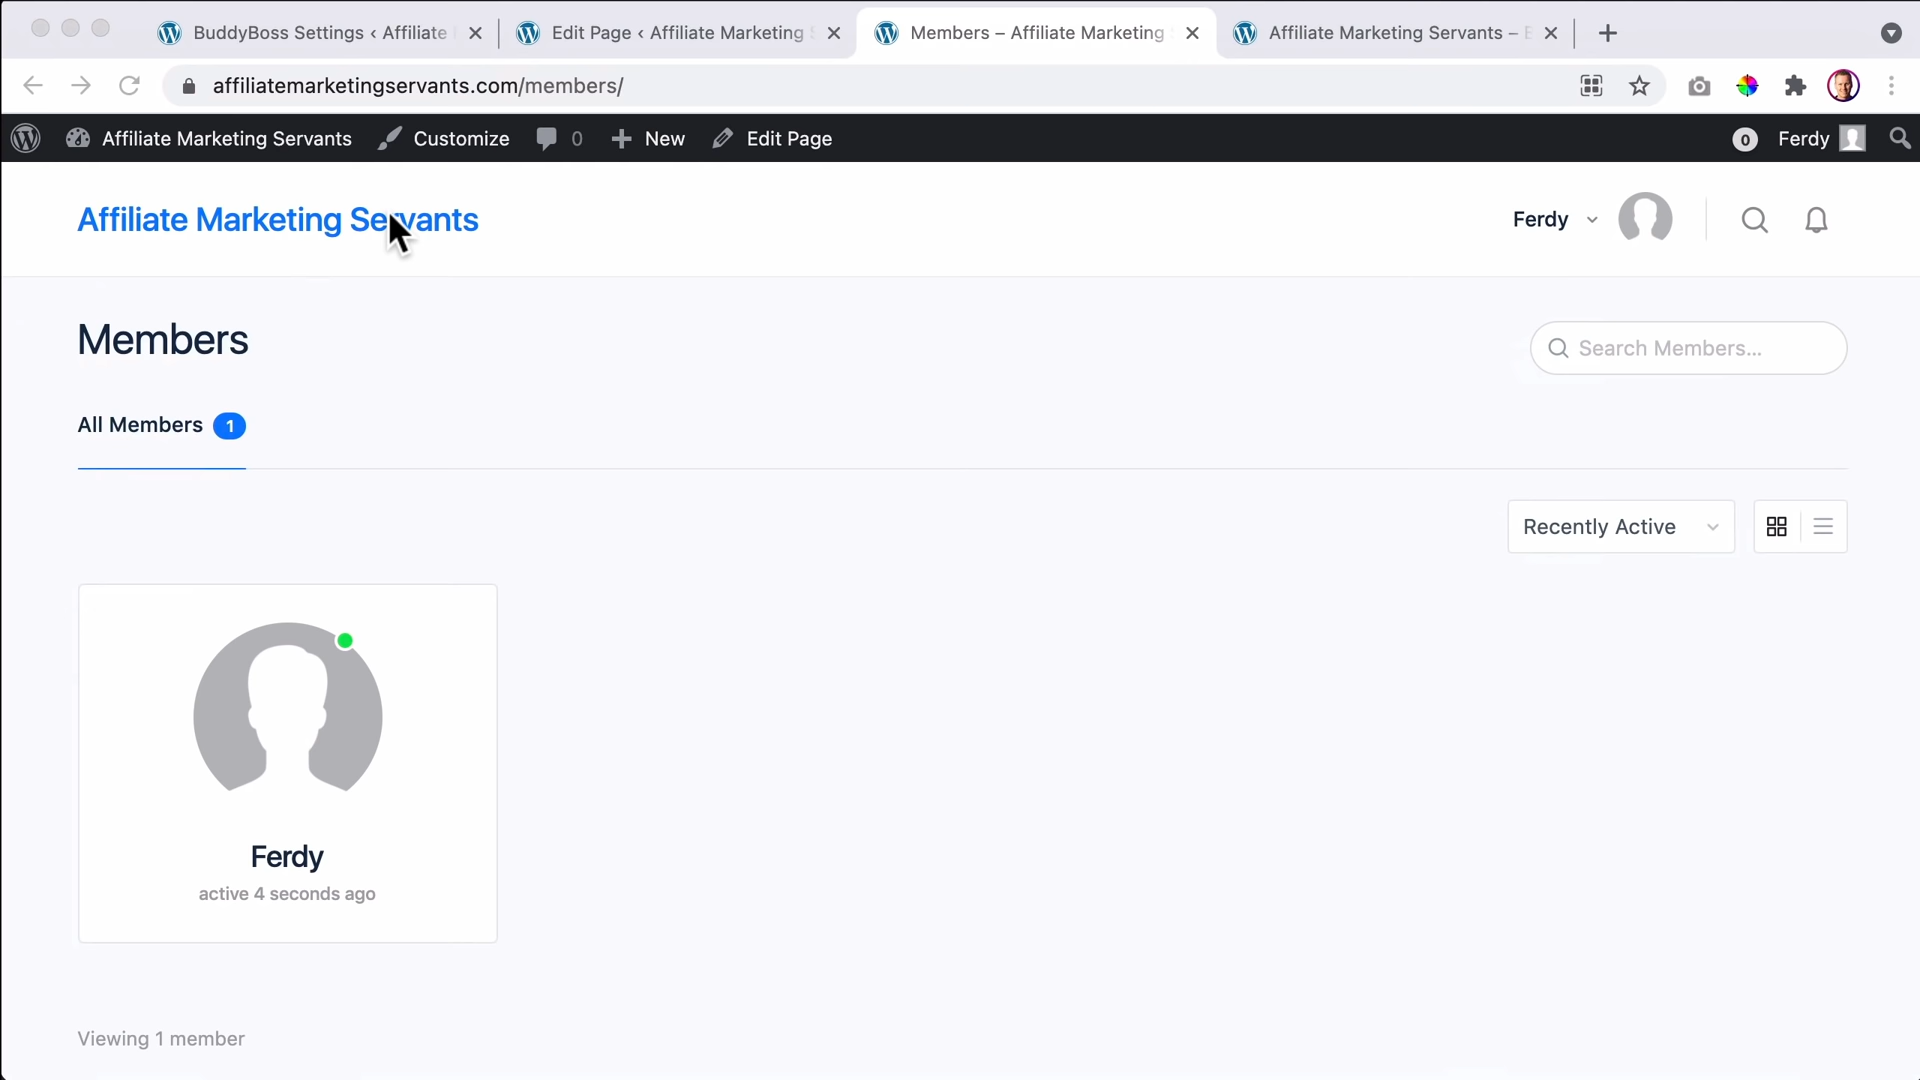 BuddyBoss Settings ‹ Affiliate
Edit Page ‹ Affiliate Marketing
Members – Affiliate Marketing
Affiliate Marketing Servants –
affiliatemarketingservants.com/members/
Affiliate Marketing Servants
Customize
0
New
Edit Page
0
Ferdy
Affiliate Marketing Servants
Ferdy
Members
Search Members...
All Members 1
Recently Active
Ferdy
active 4 seconds ago
Viewing 1 member